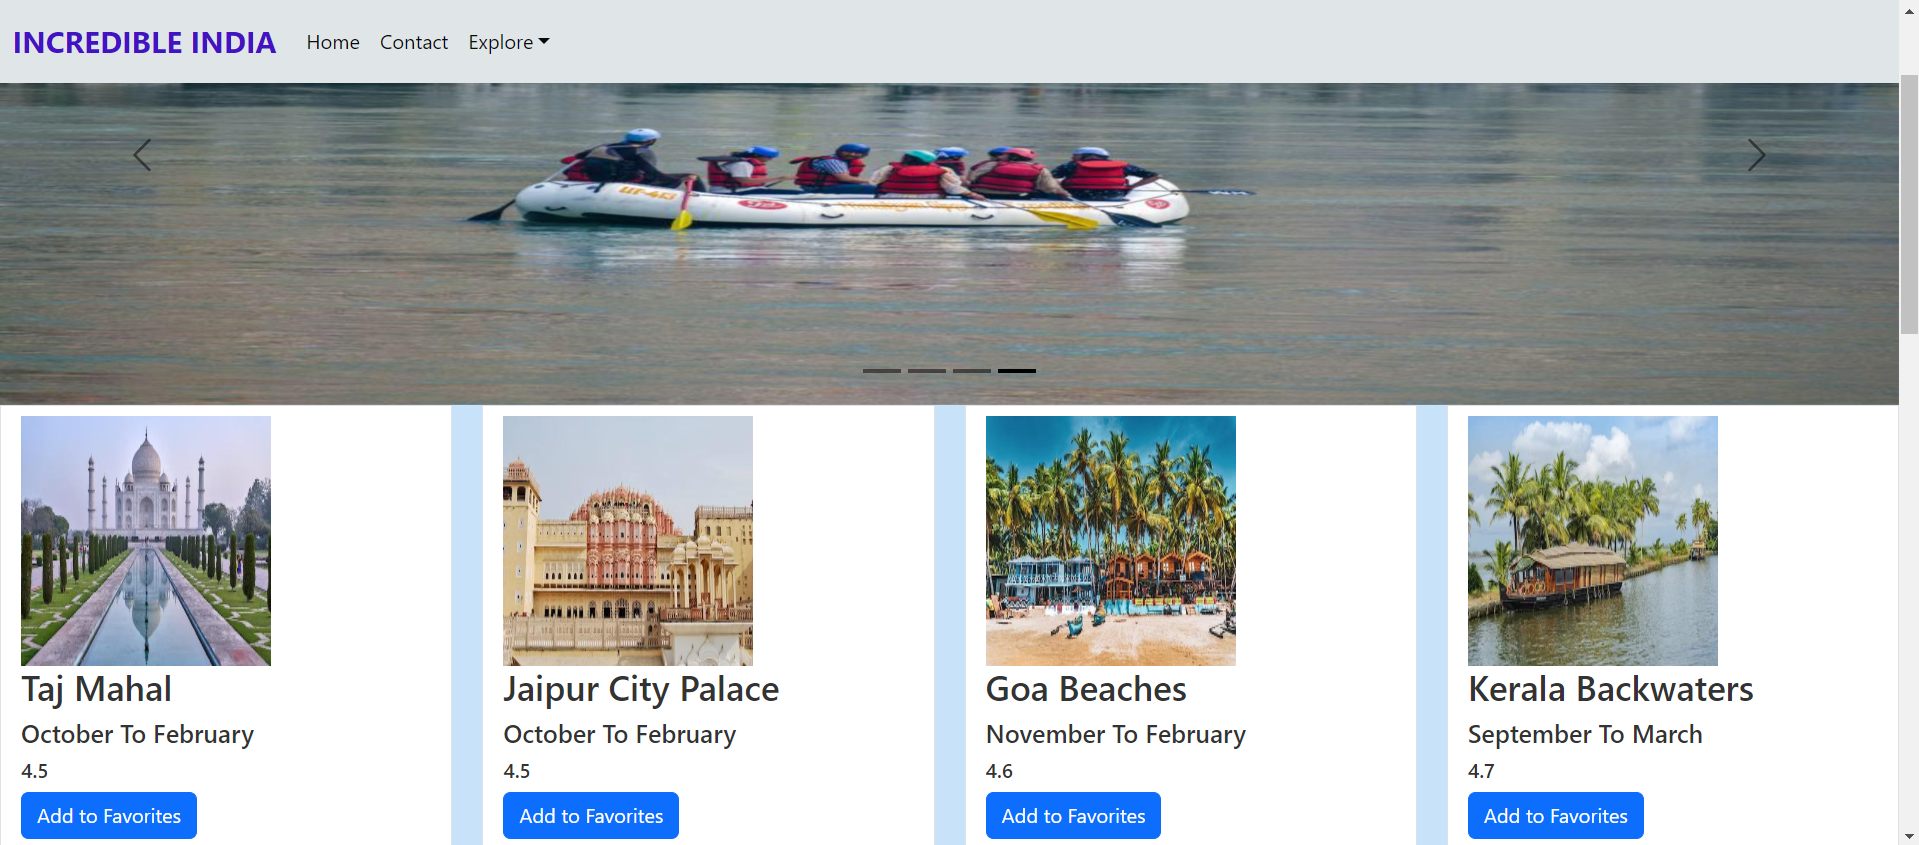 INCREDIBLE INDIA Home Contact Explore
Taj Mahal
October To February
4.5
Add to Favorites
Jaipur City Palace
October To February
4.5
Add to Favorites
Goa Beaches
November To February
4.6
Add to Favorites
Kerala Backwaters
September To March
4.7
Add to Favorites